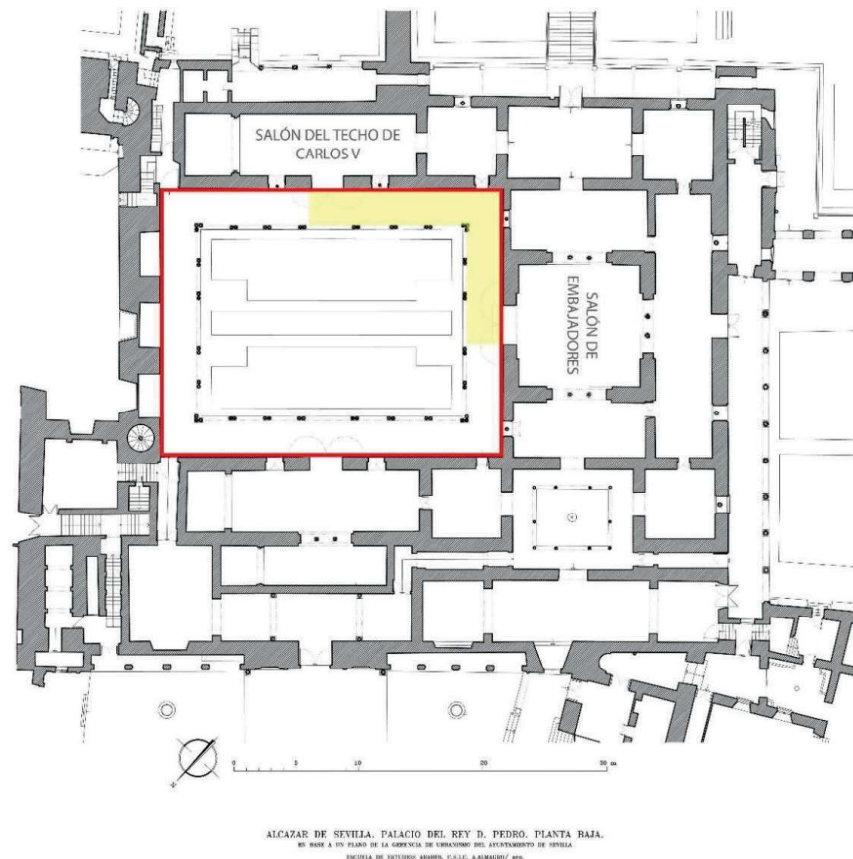 SALÓN DEL TECHO DE
CARLOS V
SALÓN DE
EMBAJADORES
0 10 20 30 m
ALCAZAR DE SEVILLA. PALACIO DEL REY D. PEDRO. PLANTA BAJA.
EN BASE A UN PLANO DE LA GERENCIA DE URBANISMO DEL AYUNTAMIENTO DE SEVILLA
ESCUELA DE ESTUDIOS ARABES. C.S.I.C. A.ALMAGRO/